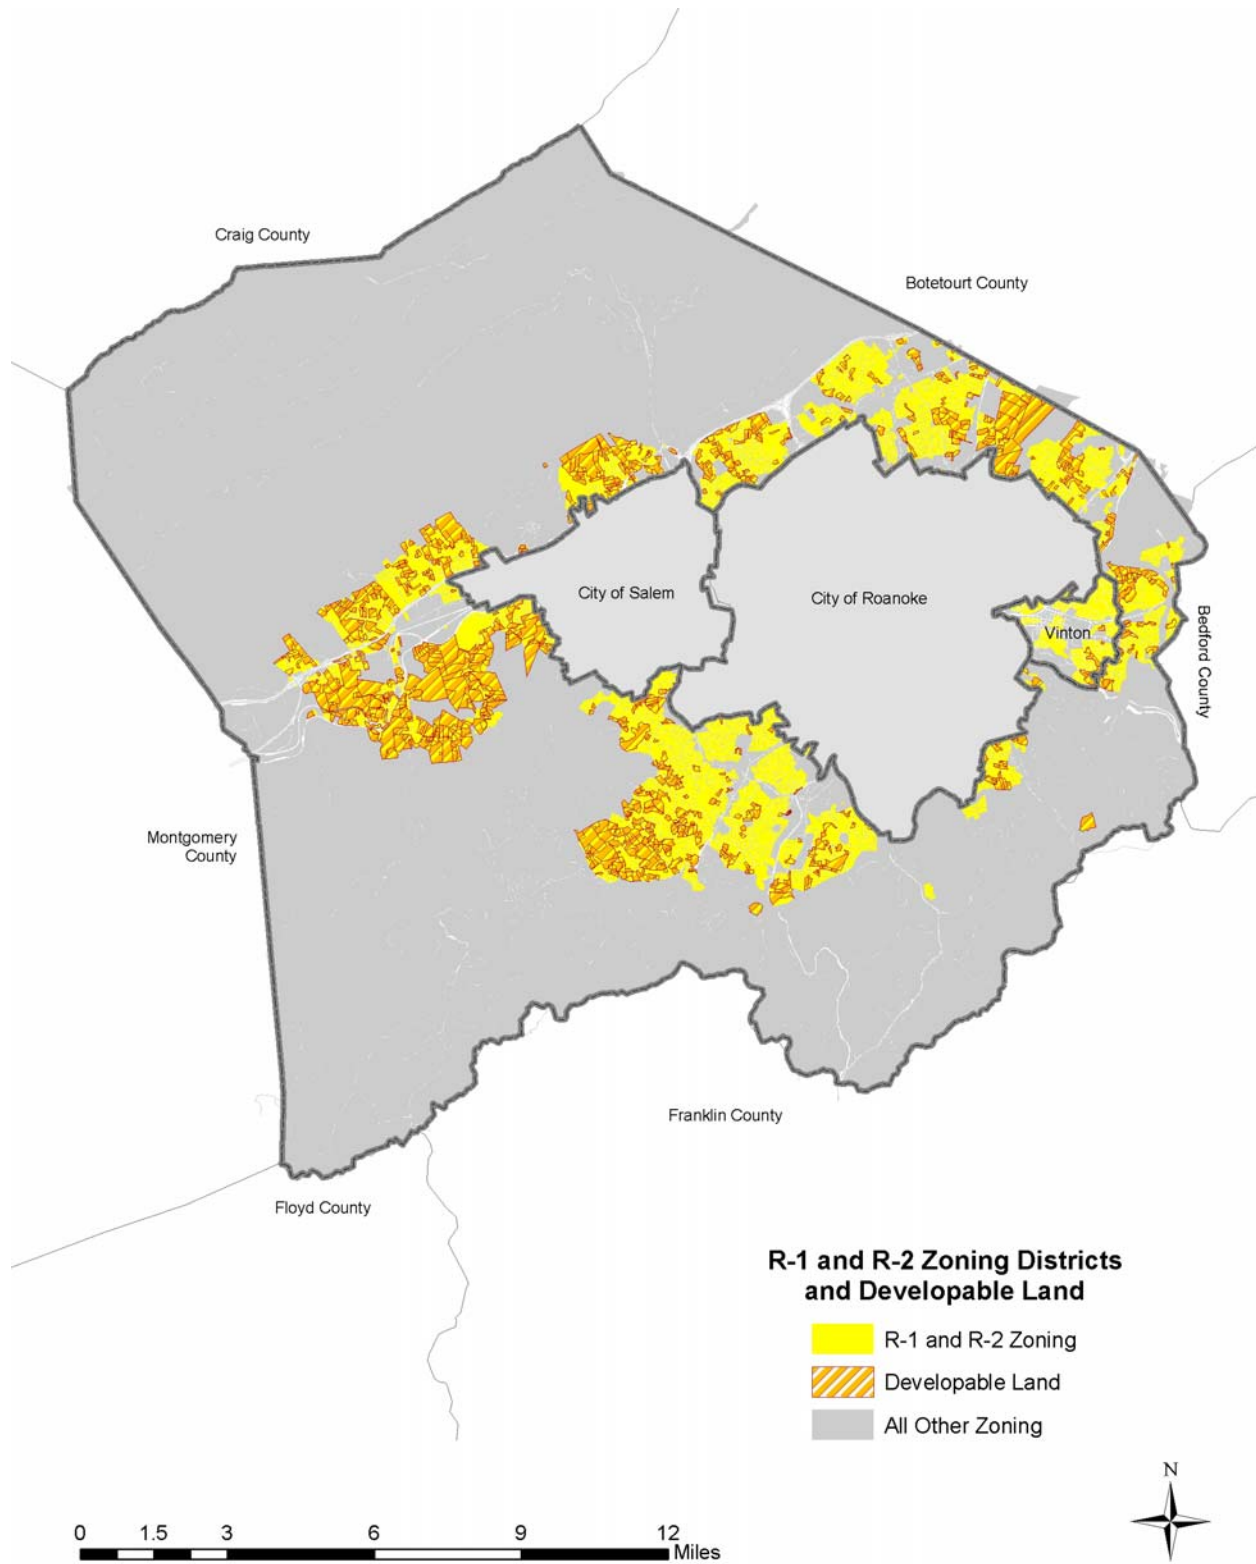 Craig County
Botetourt County
City of Salem
City of Roanoke
Vinton
Bedford County
Montgomery
County
Franklin County
Floyd County
R-1 and R-2 Zoning Districts
and Developable Land
R-1 and R-2 Zoning
Developable Land
All Other Zoning
N
0 1.5 3 6 9 12
Miles